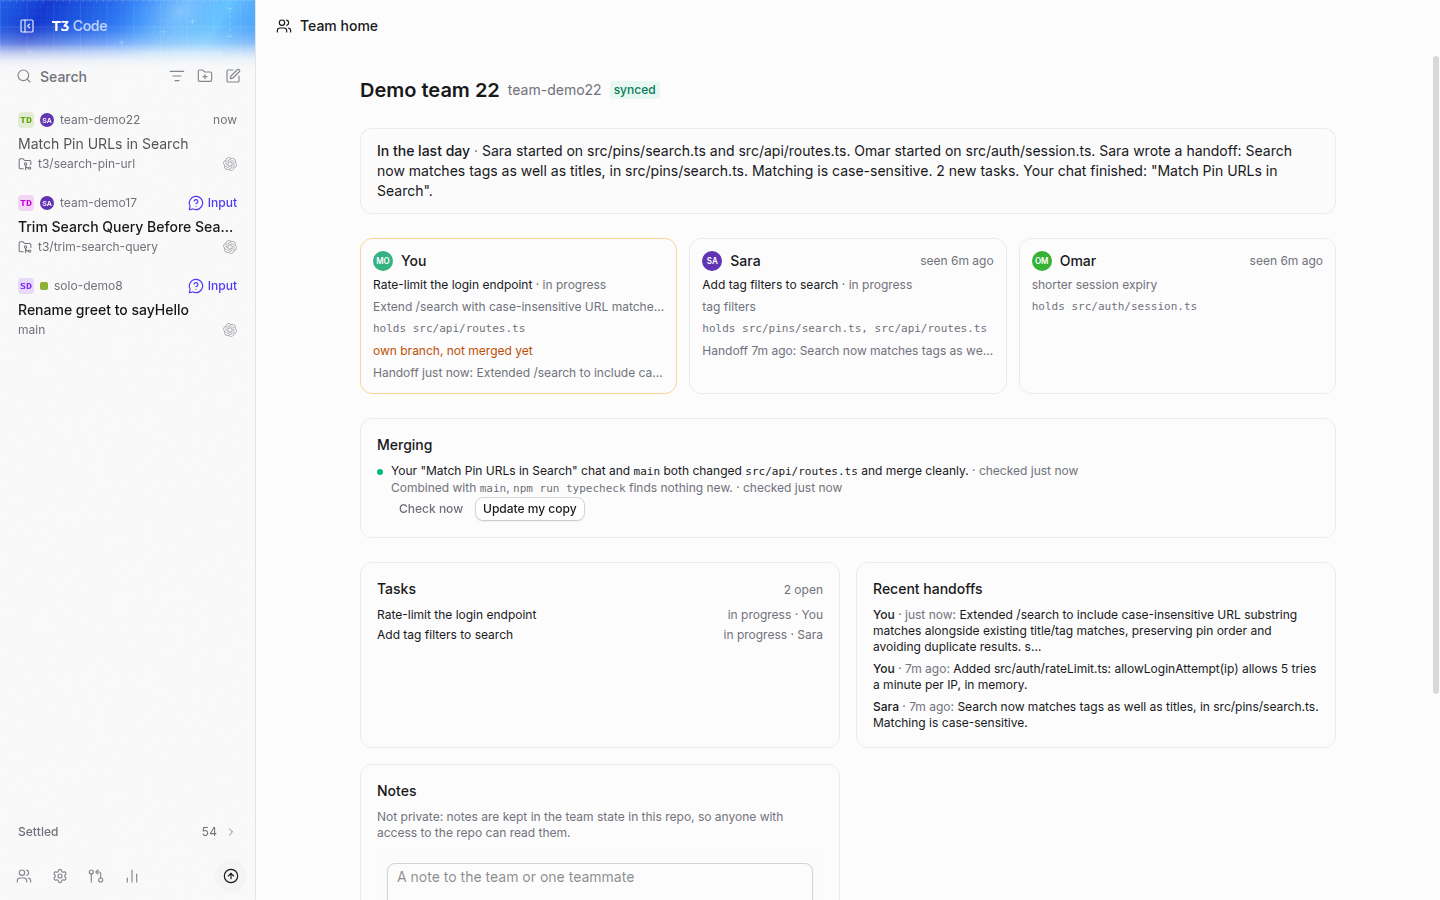 T3 Code
Team home
Search
TD SA team-demo22 now
Match Pin URLs in Search
t3/search-pin-url
TD SA team-demo17 Input
Trim Search Query Before Sea...
t3/trim-search-query
SD solo-demo8 Input
Rename greet to sayHello
main
Settled 54
Demo team 22 team-demo22 synced
In the last day · Sara started on src/pins/search.ts and src/api/routes.ts. Omar started on src/auth/session.ts. Sara wrote a handoff: Search
now matches tags as well as titles, in src/pins/search.ts. Matching is case-sensitive. 2 new tasks. Your chat finished: "Match Pin URLs in
Search".
MO You
Rate-limit the login endpoint · in progress
Extend /search with case-insensitive URL matche...
holds src/api/routes.ts
own branch, not merged yet
Handoff just now: Extended /search to include ca...
SA Sara seen 6m ago
Add tag filters to search · in progress
tag filters
holds src/pins/search.ts, src/api/routes.ts
Handoff 7m ago: Search now matches tags as we...
OM Omar seen 6m ago
shorter session expiry
holds src/auth/session.ts
Merging
Your "Match Pin URLs in Search" chat and main both changed src/api/routes.ts and merge cleanly. · checked just now
Combined with main, npm run typecheck finds nothing new. · checked just now
Check now Update my copy
Tasks 2 open
Rate-limit the login endpoint in progress · You
Add tag filters to search in progress · Sara
Recent handoffs
You · just now: Extended /search to include case-insensitive URL substring
matches alongside existing title/tag matches, preserving pin order and
avoiding duplicate results. s...
You · 7m ago: Added src/auth/rateLimit.ts: allowLoginAttempt(ip) allows 5 tries
a minute per IP, in memory.
Sara · 7m ago: Search now matches tags as well as titles, in src/pins/search.ts.
Matching is case-sensitive.
Notes
Not private: notes are kept in the team state in this repo, so anyone with
access to the repo can read them.
A note to the team or one teammate